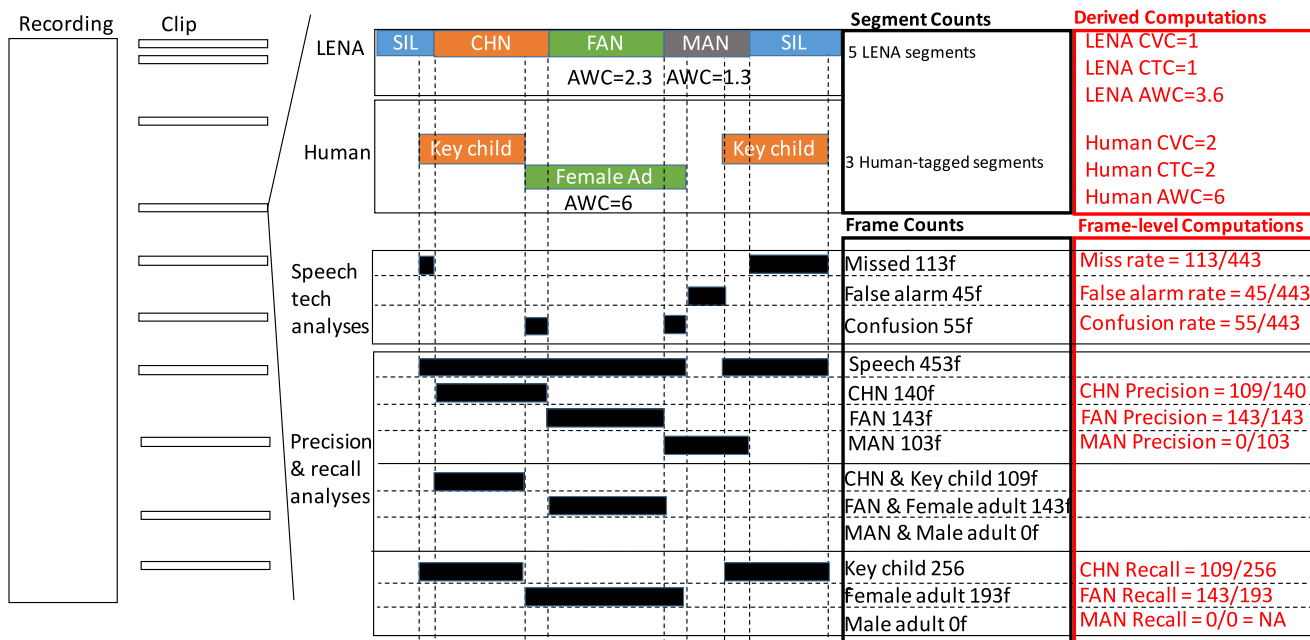 Recording
Clip
Segment Counts
Derived Computations
LENA
SIL
CHN
FAN
MAN
SIL
AWC=2.3
AWC=1.3
5 LENA segments
LENA CVC=1
LENA CTC=1
LENA AWC=3.6
Human
Key child
Key child
Female Ad
AWC=6
3 Human-tagged segments
Human CVC=2
Human CTC=2
Human AWC=6
Frame Counts
Frame-level Computations
Speech
tech
analyses
Missed 113f
Miss rate = 113/443
False alarm 45f
False alarm rate = 45/443
Confusion 55f
Confusion rate = 55/443
Precision
& recall
analyses
Speech 453f
CHN 140f
CHN Precision = 109/140
FAN 143f
FAN Precision = 143/143
MAN 103f
MAN Precision = 0/103
CHN & Key child 109f
FAN & Female adult 143f
MAN & Male adult 0f
Key child 256
f
CHN Recall = 109/256
Female adult 193f
FAN Recall = 143/193
Male adult 0f
MAN Recall = 0/0 = NA